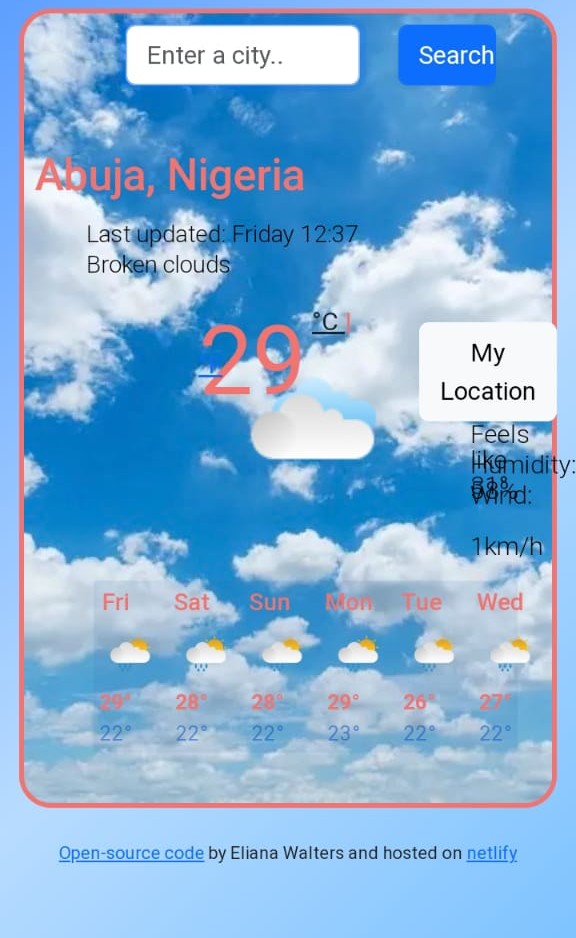 Enter a city..
Search
Abuja, Nigeria
Last updated: Friday 12:37
Broken clouds
29
°C |
My
Location
Feels
like
Humidity:
Wind:
1km/h
Fri Sat Sun Mon Tue Wed
29° 28° 28° 29° 26° 27°
22° 22° 22° 23° 22° 22°
Open-source code by Eliana Walters and hosted on netlify